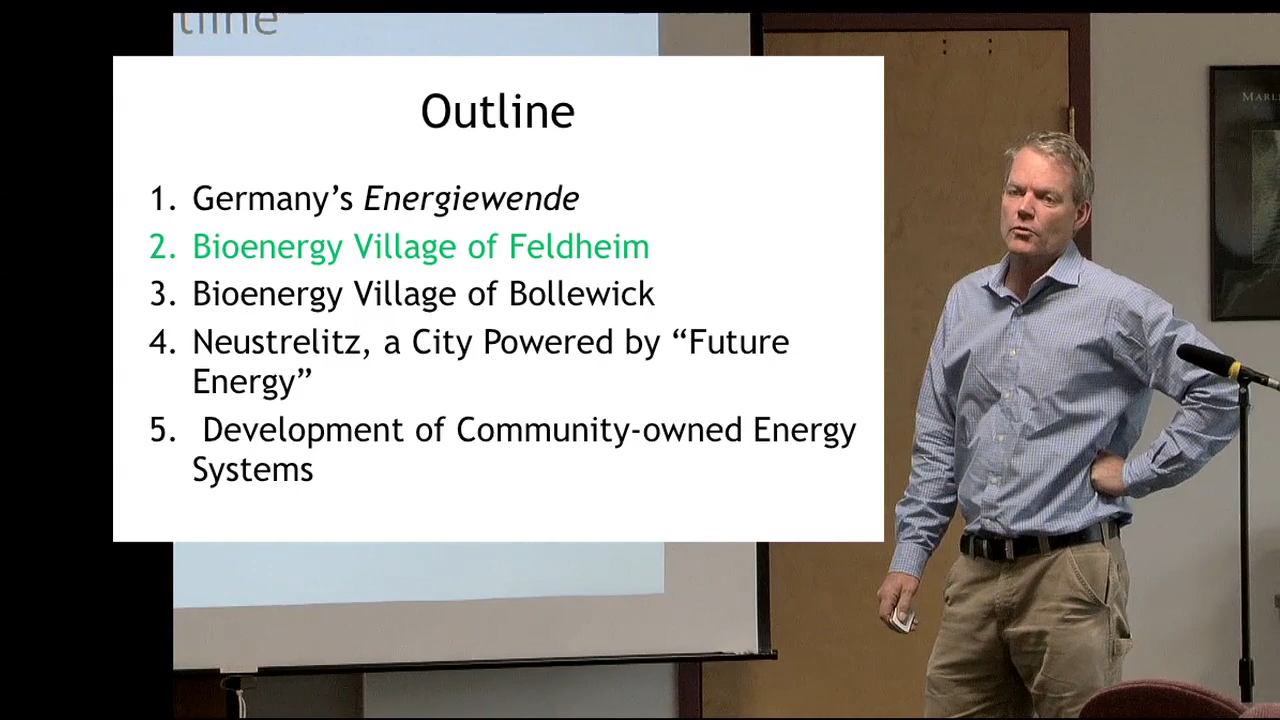 Outline
1. Germany’s Energiewende
2. Bioenergy Village of Feldheim
3. Bioenergy Village of Bollewick
4. Neustrelitz, a City Powered by “Future
Energy”
5. Development of Community-owned Energy
Systems